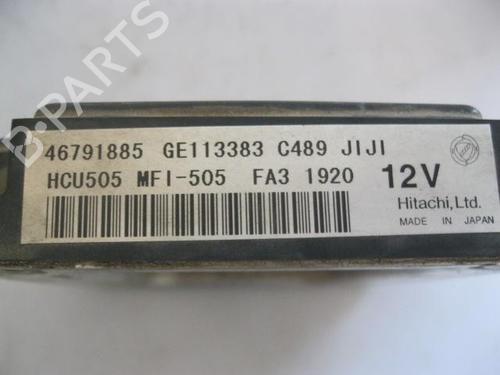 46791885 GE113383 C489 JIJI
HCU505 MFI-505 FA3 1920 12V
Hitachi, Ltd.
MADE IN JAPAN
B-PARTS